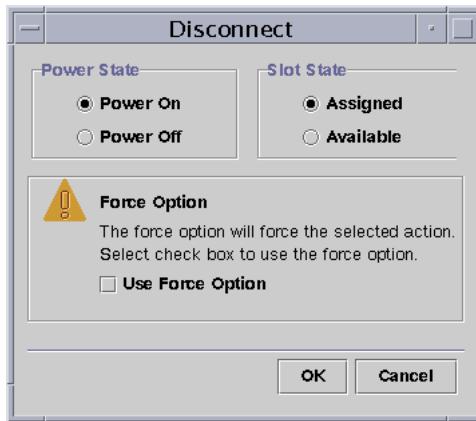 Disconnect
Power State
Power On
Power Off
Slot State
Assigned
Available
Force Option
The force option will force the selected action.
Select check box to use the force option.
Use Force Option
OK
Cancel